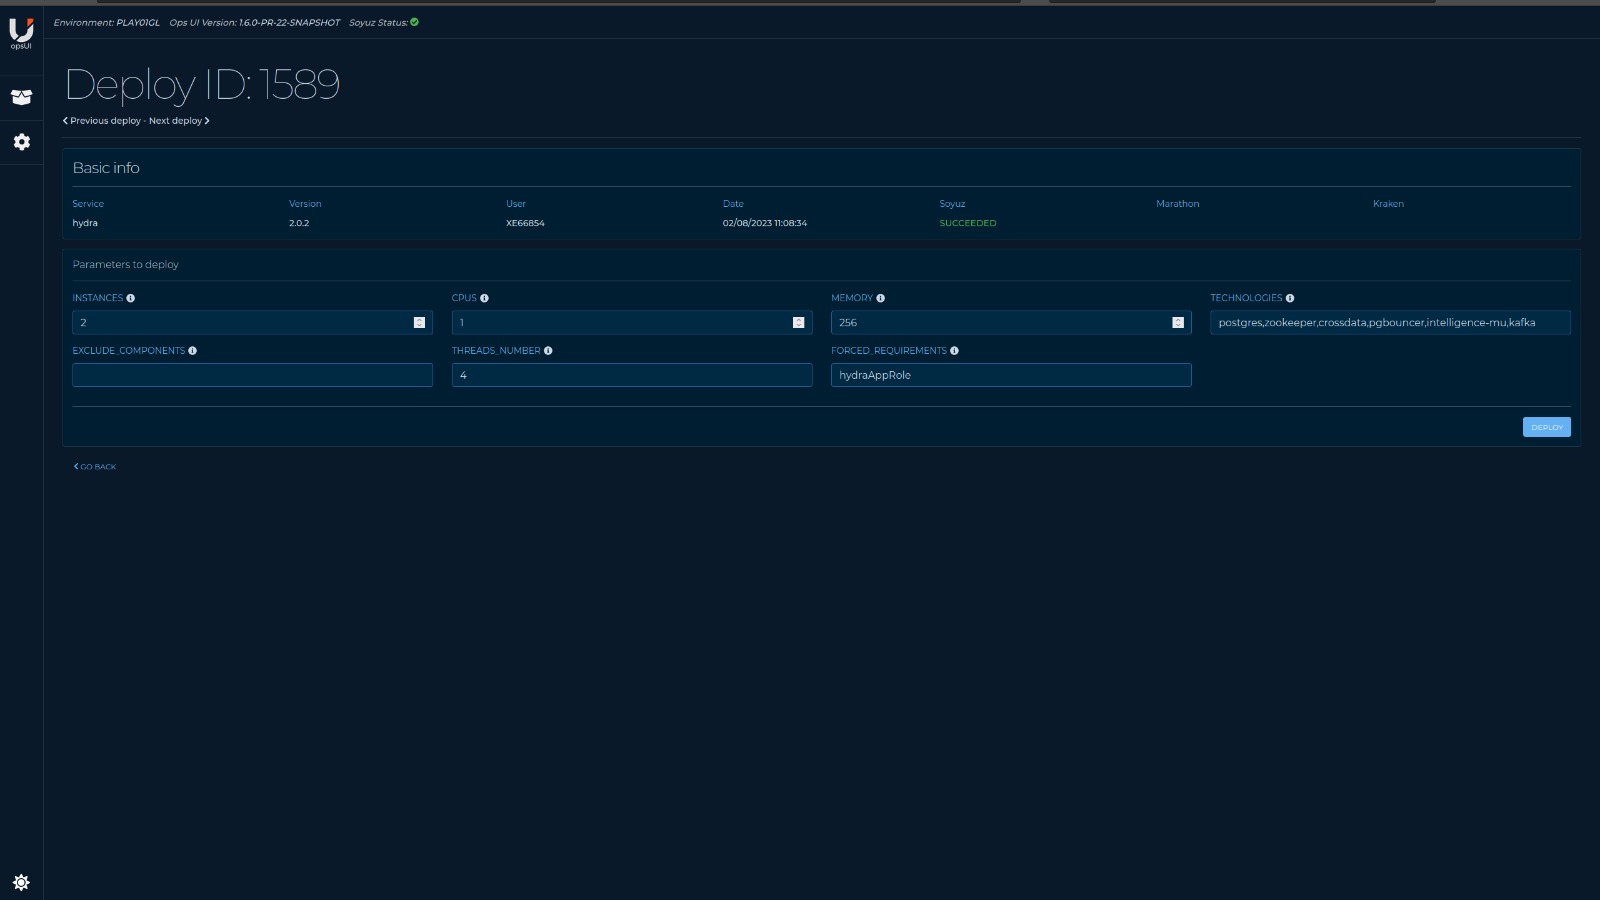 Environment: PLAY01GL Ops UI Version: 1.6.0-PR-22-SNAPSHOT Soyuz Status:
opsUI
Deploy ID: 1589
Previous deploy - Next deploy
Basic info
Service Version User Date Soyuz Marathon Kraken
hydra 2.0.2 XE66854 02/08/2023 11:08:34 SUCCEEDED
Parameters to deploy
INSTANCES CPUS MEMORY TECHNOLOGIES
2 1 256 postgres,zookeeper,crossdata,pgbouncer,intelligence-mu,kafka
EXCLUDE_COMPONENTS THREADS_NUMBER FORCED_REQUIREMENTS
4 hydraAppRole
DEPLOY
GO BACK